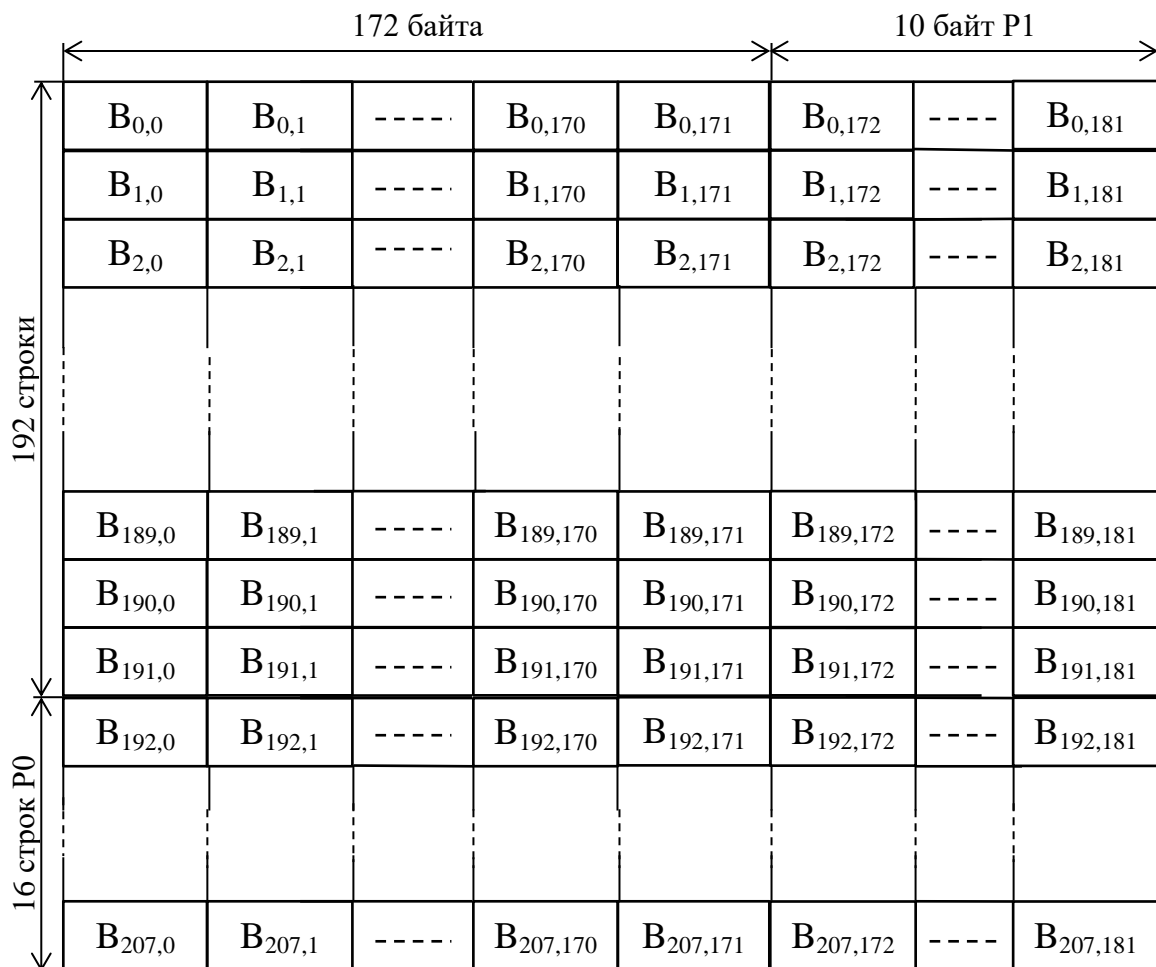 172 байта 10 байт P1
B0,0 B0,1 ----- B0,170 B0,171 B0,172 ----- B0,181
B1,0 B1,1 ----- B1,170 B1,171 B1,172 ----- B1,181
B2,0 B2,1 ----- B2,170 B2,171 B2,172 ----- B2,181
192 строки
B189,0 B189,1 ----- B189,170 B189,171 B189,172 ----- B189,181
B190,0 B190,1 ----- B190,170 B190,171 B190,172 ----- B190,181
B191,0 B191,1 ----- B191,170 B191,171 B191,172 ----- B191,181
B192,0 B192,1 ----- B192,170 B192,171 B192,172 ----- B192,181
16 строк P0
B207,0 B207,1 ----- B207,170 B207,171 B207,172 ----- B207,181